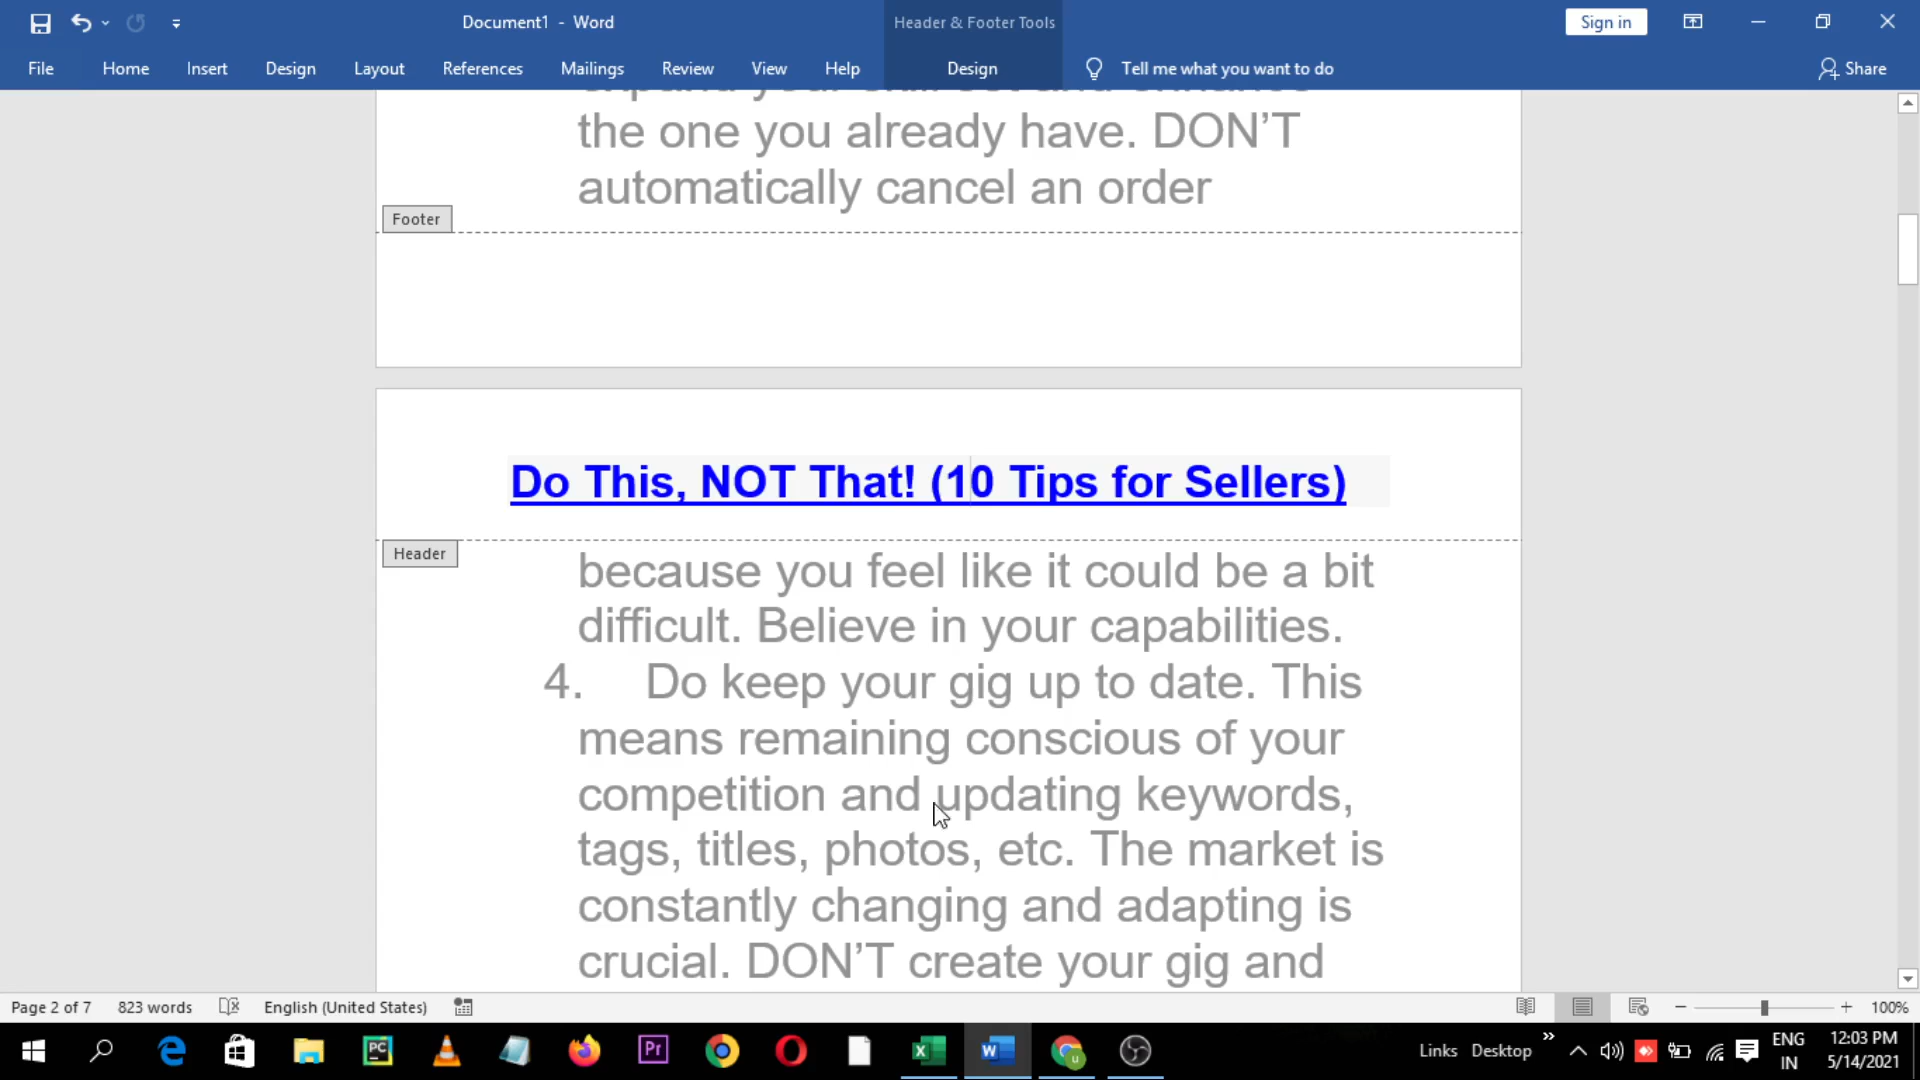 Document1 - Word
Header & Footer Tools
Sign in
File
Home
Insert
Design
Layout
References
Mailings
Review
View
Help
Design
Tell me what you want to do
Share
the one you already have. DON’T
automatically cancel an order
Footer
Do This, NOT That! (10 Tips for Sellers)
Header
because you feel like it could be a bit
difficult. Believe in your capabilities.
4. Do keep your gig up to date. This
means remaining conscious of your
competition and updating keywords,
tags, titles, photos, etc. The market is
constantly changing and adapting is
crucial. DON’T create your gig and
Page 2 of 7
823 words
English (United States)
100%
PC
Pr
Links
Desktop
ENG
IN
12:03 PM
5/14/2021